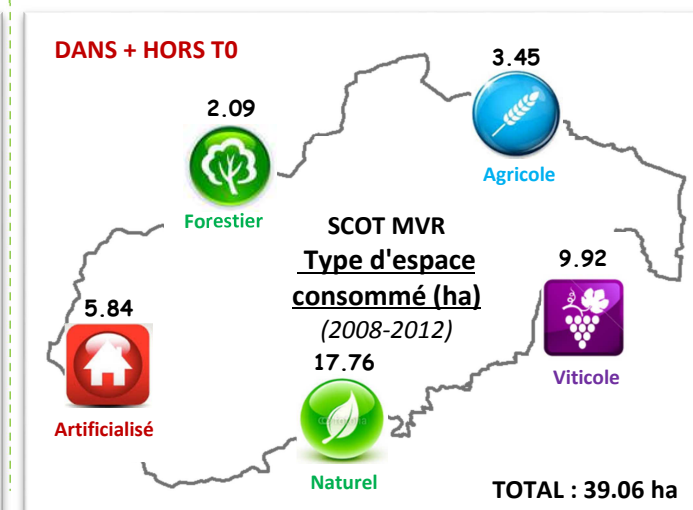 DANS + HORS T0
3.45
2.09
Agricole
Forestier
SCOT MVR
Type d'espace
consommé (ha)
(2008-2012)
9.92
5.84
17.76
Viticole
Artificialisé
Naturel
TOTAL : 39.06 ha